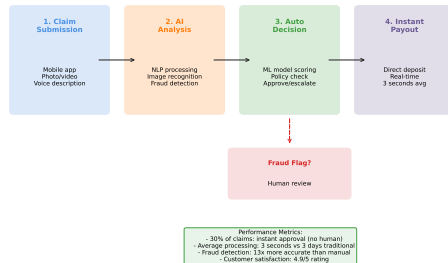 1. Claim
Submission
Mobile app
Photo/video
Voice description
2. AI
Analysis
NLP processing
Image recognition
Fraud detection
3. Auto
Decision
ML model scoring
Policy check
Approve/escalate
4. Instant
Payout
Direct deposit
Real-time
3 seconds avg
Fraud Flag?
Human review
Performance Metrics:
- 30% of claims: instant approval (no human)
- Average processing: 3 seconds vs 3 days traditional
- Fraud detection: 13x more accurate than manual
- Customer satisfaction: 4.9/5 rating